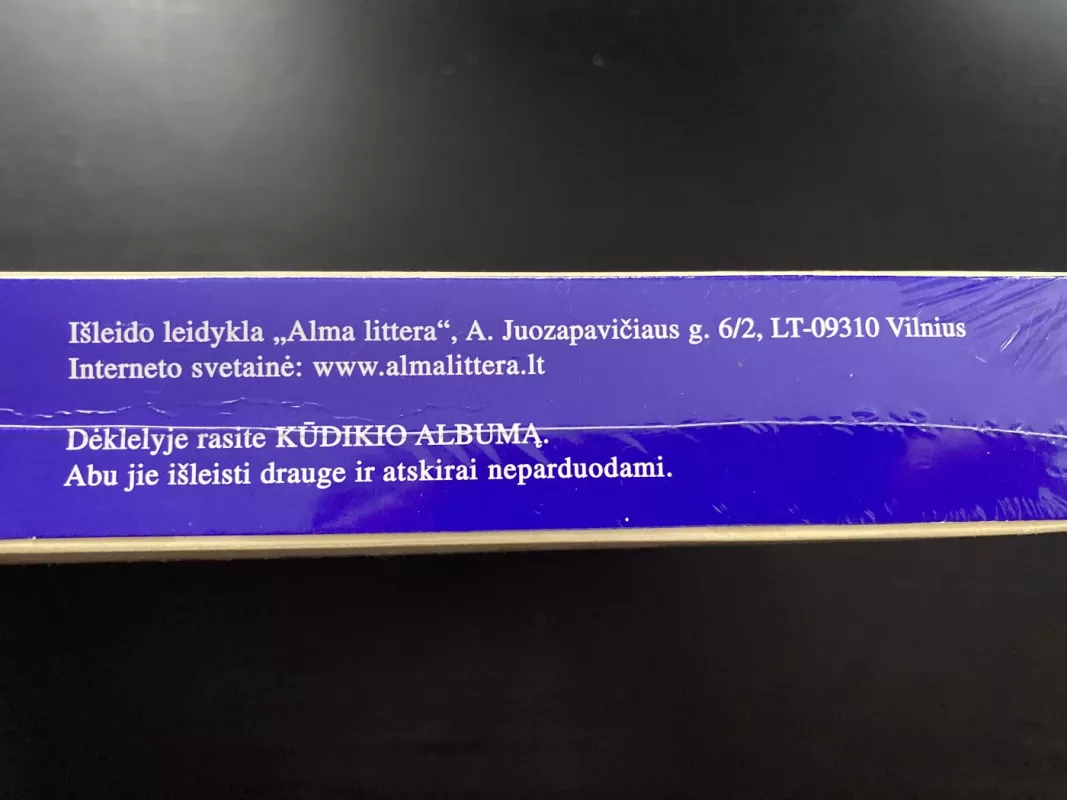 Išleido leidykla „Alma littera“, A. Juozapavičiaus g. 6/2, LT-09310 Vilnius
Interneto svetainė: www.almalittera.lt
Dėklelyje rasite KŪDIKIO ALBUMĄ.
Abu jie išleisti drauge ir atskirai neparduodami.